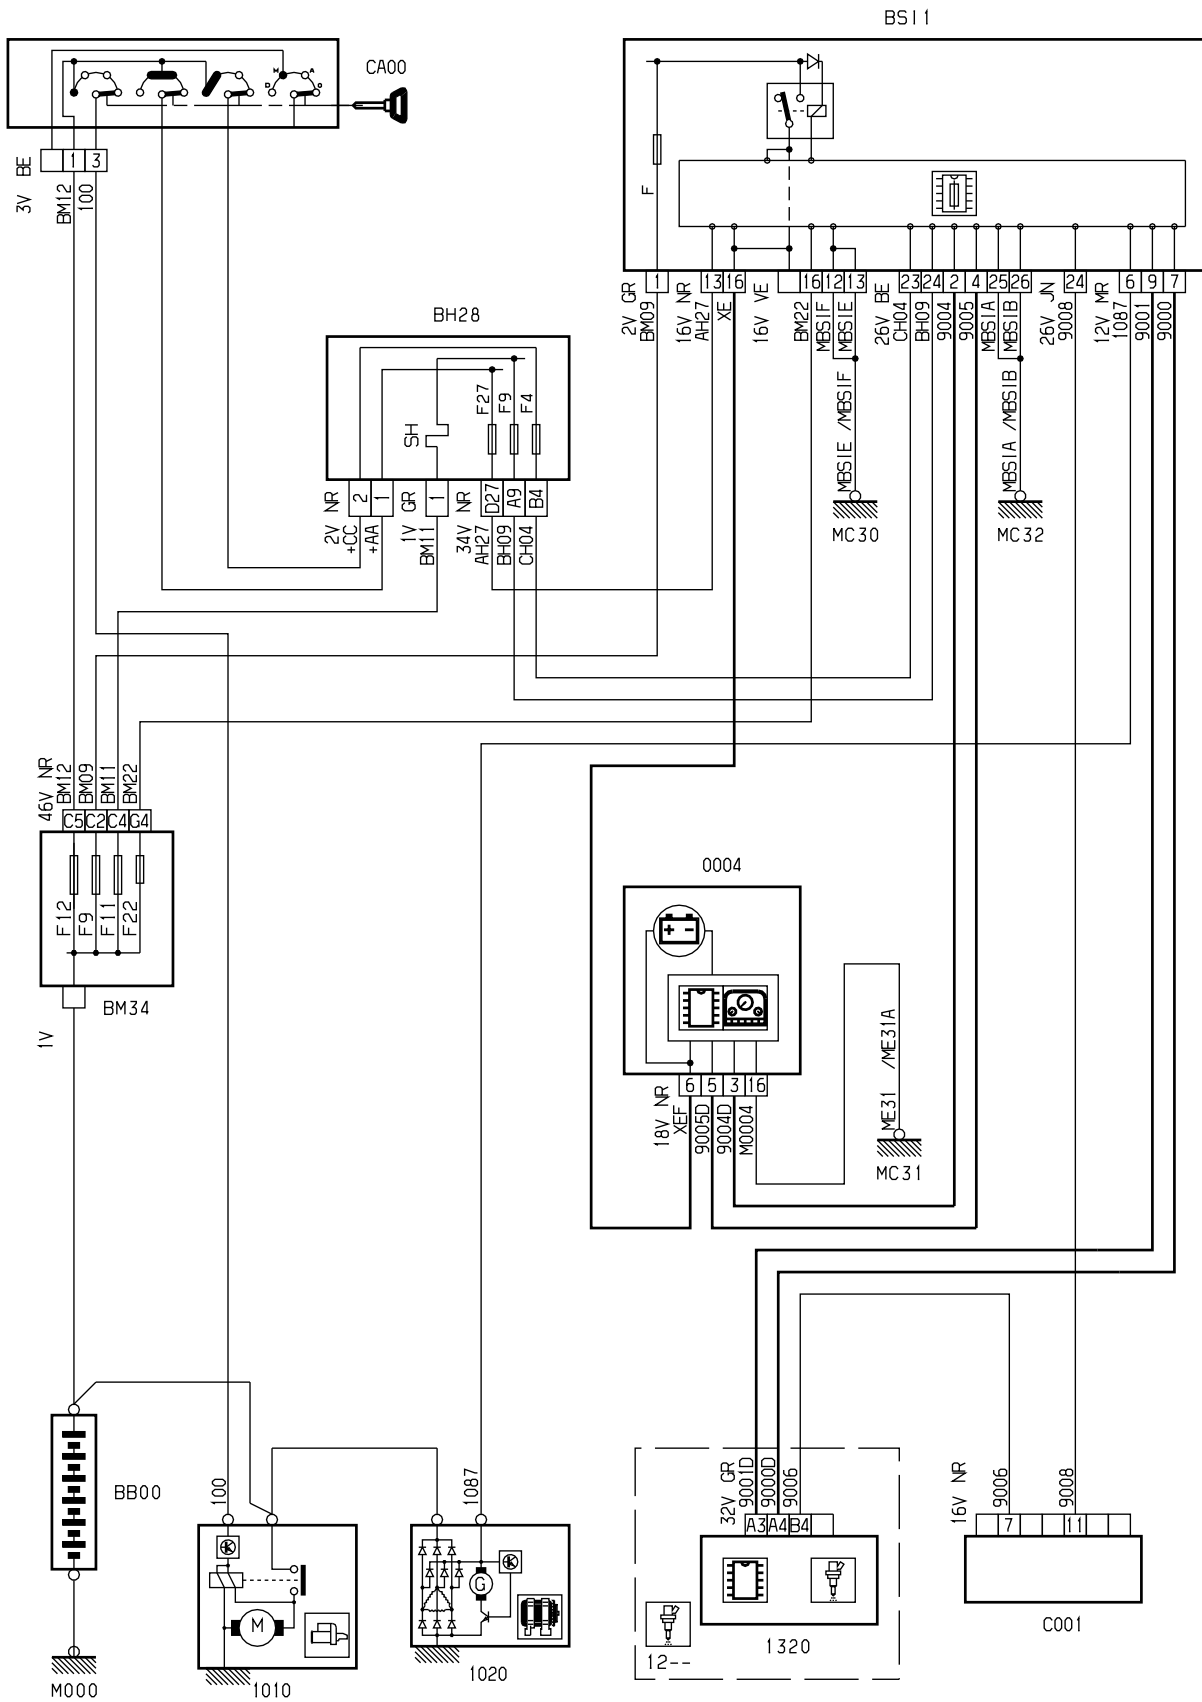 BSI1
CA00
M
A
D
S
3V BE
1
3
BM12
100
F
1
13
16
16
12
13
23
24
2
4
25
26
24
6
9
7
2V GR
BM09
16V NR
AH27
XE
16V VE
BM22
MBSIF
MBSIE
26V BE
CH04
BH09
9004
9005
MBSIA
MBSIB
26V JN
9008
12V MR
1087
9001
9000
MBSIE /MBSIF
MBSIA /MBSIB
MC30
MC32
BH28
SH
F27
F9
F4
2
1
1
D27
A9
B4
2V NR
+CC
+AA
1V GR
BM11
34V NR
AH27
BH09
CH04
46V NR
BM12
BM09
BM11
BM22
C5
C2
C4
G4
F12
F9
F11
F22
BM34
1V
0004
+ -
6
5
3
16
18V NR
XEF
9005D
9004D
M0004
ME31 /ME31A
MC31
BB00
M000
100
M
1010
1087
G
1020
32V GR
9001D
9000D
9006
A3
A4
B4
1320
12--
16V NR
9006
9008
7
11
C001